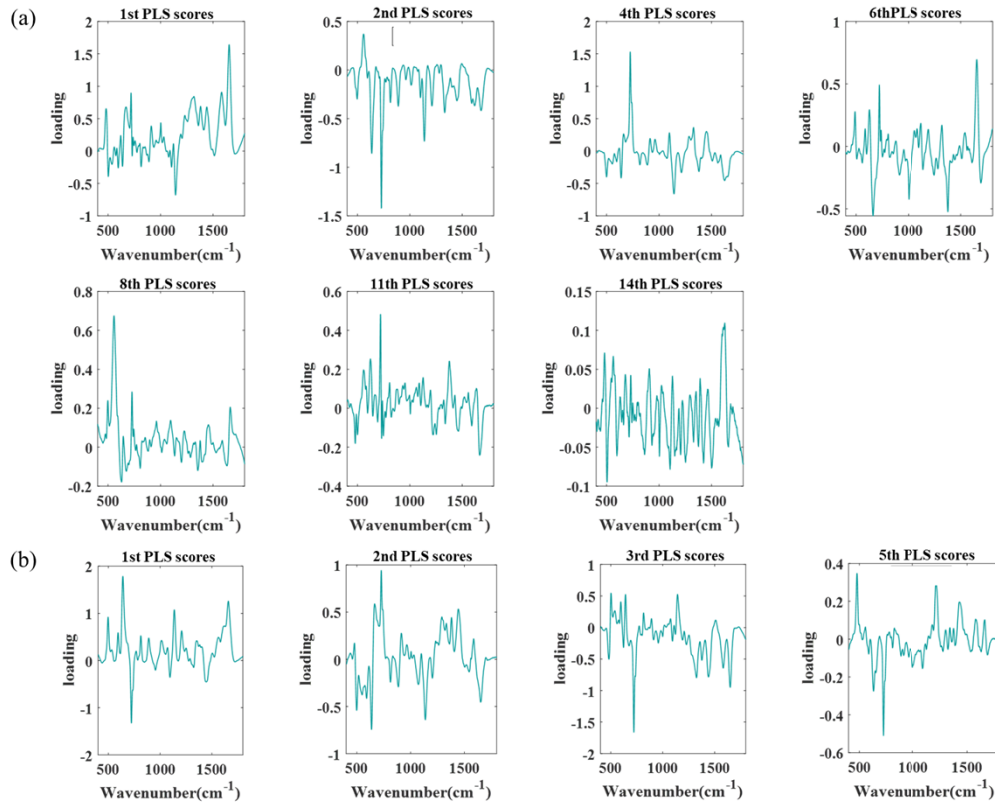 (a)
1st PLS scores
2nd PLS scores
4th PLS scores
6thPLS scores
loading
2
1.5
1
0.5
0
-0.5
-1
500 1000 1500
Wavenumber(cm-1)
loading
0.5
0
-0.5
-1
-1.5
500 1000 1500
Wavenumber(cm-1)
loading
2
1.5
1
0.5
0
-0.5
-1
500 1000 1500
Wavenumber(cm-1)
loading
1
0.5
0
-0.5
500 1000 1500
Wavenumber(cm-1)
8th PLS scores
11th PLS scores
14th PLS scores
loading
0.8
0.6
0.4
0.2
0
-0.2
500 1000 1500
Wavenumber(cm-1)
loading
0.6
0.4
0.2
0
-0.2
-0.4
500 1000 1500
Wavenumber(cm-1)
loading
0.15
0.1
0.05
0
-0.05
-0.1
500 1000 1500
Wavenumber(cm-1)
(b)
1st PLS scores
2nd PLS scores
3rd PLS scores
5th PLS scores
loading
2
1
0
-1
-2
500 1000 1500
Wavenumber(cm-1)
loading
1
0.5
0
-0.5
-1
500 1000 1500
Wavenumber(cm-1)
loading
1
0.5
0
-0.5
-1
-1.5
-2
500 1000 1500
Wavenumber(cm-1)
loading
0.4
0.2
0
-0.2
-0.4
-0.6
500 1000 1500
Wavenumber(cm-1)